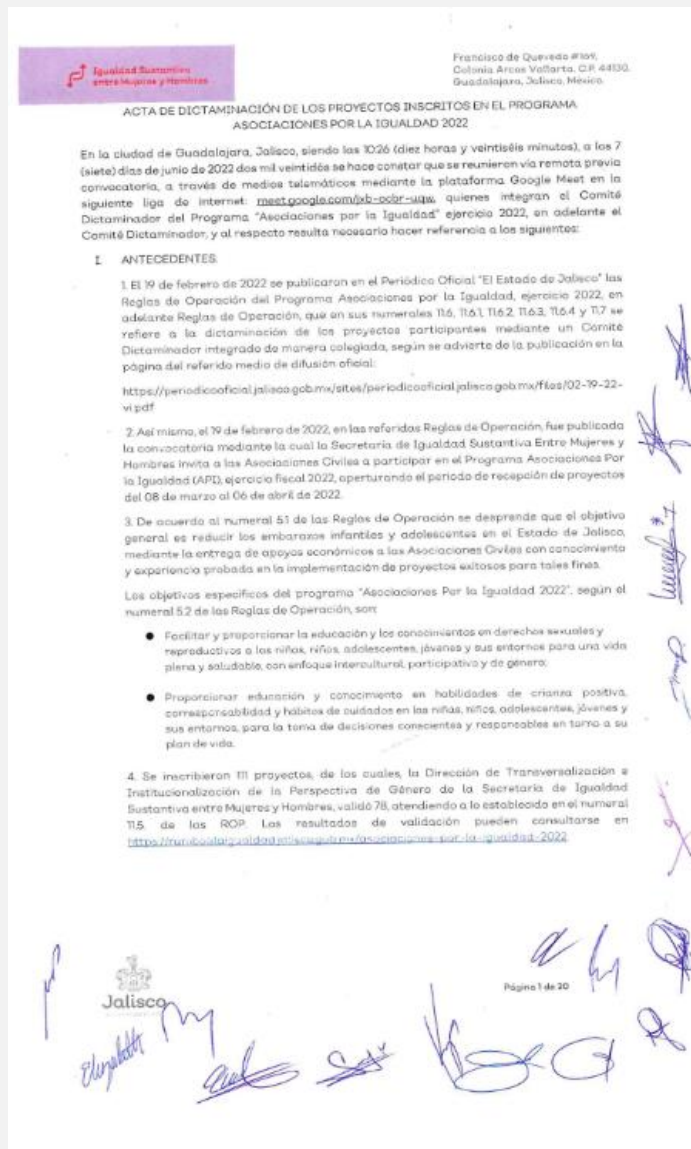 Igualdad Sustantiva
entre Mujeres y Hombres
Francisco de Quevedo #169,
Colonia Arcos Vallarta, C.P. 44130,
Guadalajara, Jalisco, México.
ACTA DE DICTAMINACIÓN DE LOS PROYECTOS INSCRITOS EN EL PROGRAMA
ASOCIACIONES POR LA IGUALDAD 2022
En la ciudad de Guadalajara, Jalisco, siendo las 10:26 (diez horas y veintiséis minutos), a los 7
(siete) días de junio de 2022 dos mil veintidós se hace constar que se reunieron vía remota previa
convocatoria, a través de medios telemáticos mediante la plataforma Google Meet en la
siguiente liga de internet: meet.google.com/jxb-ocbr-uqw, quienes integran el Comité
Dictaminador del Programa "Asociaciones por la Igualdad" ejercicio 2022, en adelante el
Comité Dictaminador, y al respecto resulta necesario hacer referencia a los siguientes:
I. ANTECEDENTES.
1. El 19 de febrero de 2022 se publicaron en el Periódico Oficial "El Estado de Jalisco" las
Reglas de Operación del Programa Asociaciones por la Igualdad, ejercicio 2022, en
adelante Reglas de Operación, que en sus numerales 11.6, 11.6.1, 11.6.2, 11.6.3, 11.6.4 y 11.7 se
refiere a la dictaminación de los proyectos participantes mediante un Comité
Dictaminador integrado de manera colegiada, según se advierte de la publicación en la
página del referido medio de difusión oficial:
https://periodicooficial.jalisco.gob.mx/sites/periodicooficial.jalisco.gob.mx/files/02-19-22-
vi.pdf
2. Así mismo, el 19 de febrero de 2022, en las referidas Reglas de Operación, fue publicada
la convocatoria mediante la cual la Secretaría de Igualdad Sustantiva Entre Mujeres y
Hombres invita a las Asociaciones Civiles a participar en el Programa Asociaciones Por
la Igualdad (API), ejercicio fiscal 2022, aperturando el periodo de recepción de proyectos
del 08 de marzo al 06 de abril de 2022.
3. De acuerdo al numeral 5.1 de las Reglas de Operación se desprende que el objetivo
general es reducir los embarazos infantiles y adolescentes en el Estado de Jalisco,
mediante la entrega de apoyos económicos a las Asociaciones Civiles con conocimiento
y experiencia probada en la implementación de proyectos exitosos para tales fines.
Los objetivos específicos del programa "Asociaciones Por la Igualdad 2022", según el
numeral 5.2 de las Reglas de Operación, son:
● Facilitar y proporcionar la educación y los conocimientos en derechos sexuales y
reproductivos a las niñas, niños, adolescentes, jóvenes y sus entornos para una vida
plena y saludable, con enfoque intercultural, participativo y de género;
● Proporcionar educación y conocimiento en habilidades de crianza positiva,
corresponsabilidad y hábitos de cuidados en las niñas, niños, adolescentes, jóvenes y
sus entornos, para la toma de decisiones conscientes y responsables en torno a su
plan de vida.
4. Se inscribieron 111 proyectos, de los cuales, la Dirección de Transversalización e
Institucionalización de la Perspectiva de Género de la Secretaría de Igualdad
Sustantiva entre Mujeres y Hombres, validó 78, atendiendo a lo establecido en el numeral
11.5. de las ROP. Los resultados de validación pueden consultarse en
Jalisco
Página 1 de 20
Elizabeth